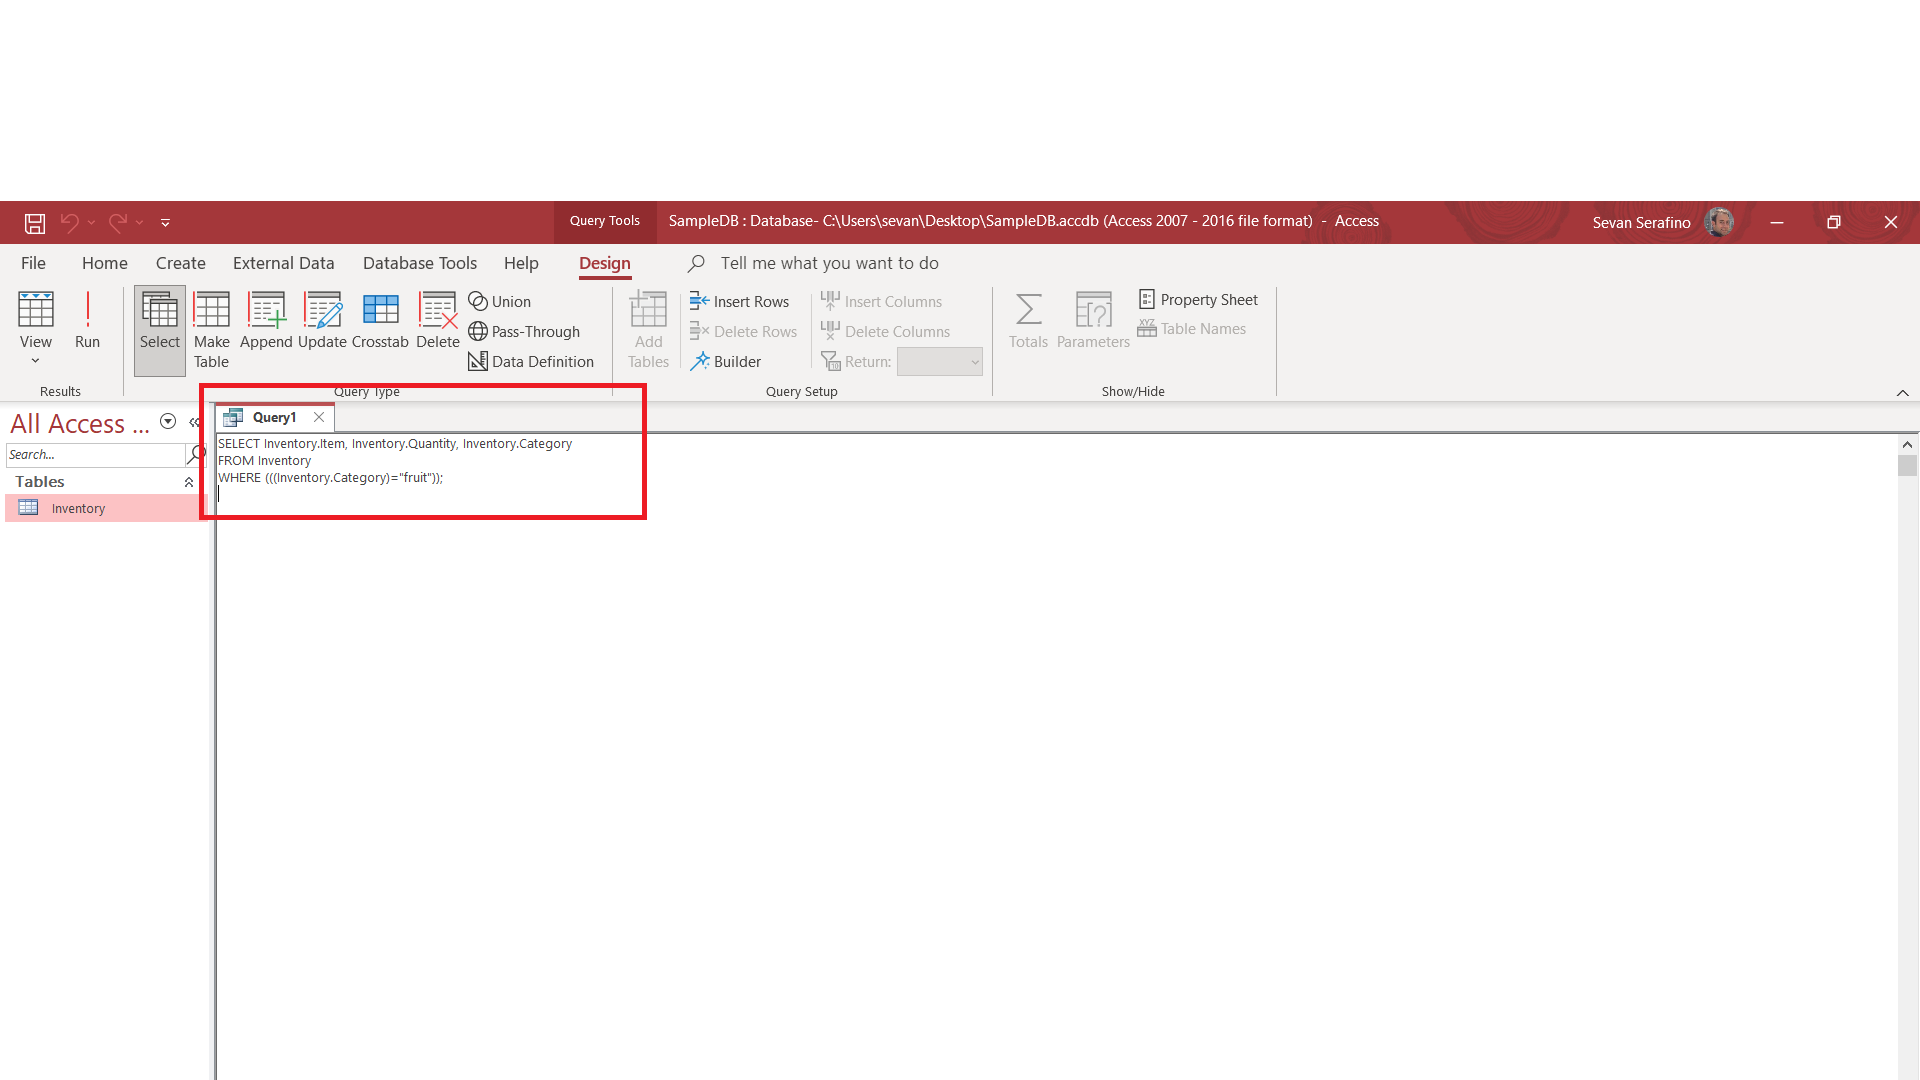 Query Tools
SampleDB : Database- C:\Users\sevan\Desktop\SampleDB.accdb (Access 2007 - 2016 file format)  -  Access
Sevan Serafino
File Home Create External Data Database Tools Help Design Tell me what you want to do
View
Run
Results
Select
Make
Table
Append
Update
Crosstab
Delete
Union
Pass-Through
Data Definition
Query Type
Add
Tables
Insert Rows
Delete Rows
Builder
Insert Columns
Delete Columns
Return:
10
Query Setup
Totals
Parameters
Property Sheet
XYZ
Table Names
Show/Hide
All Access ...
Search...
Tables
Inventory
Query1
SELECT Inventory.Item, Inventory.Quantity, Inventory.Category
FROM Inventory
WHERE (((Inventory.Category)="fruit"));